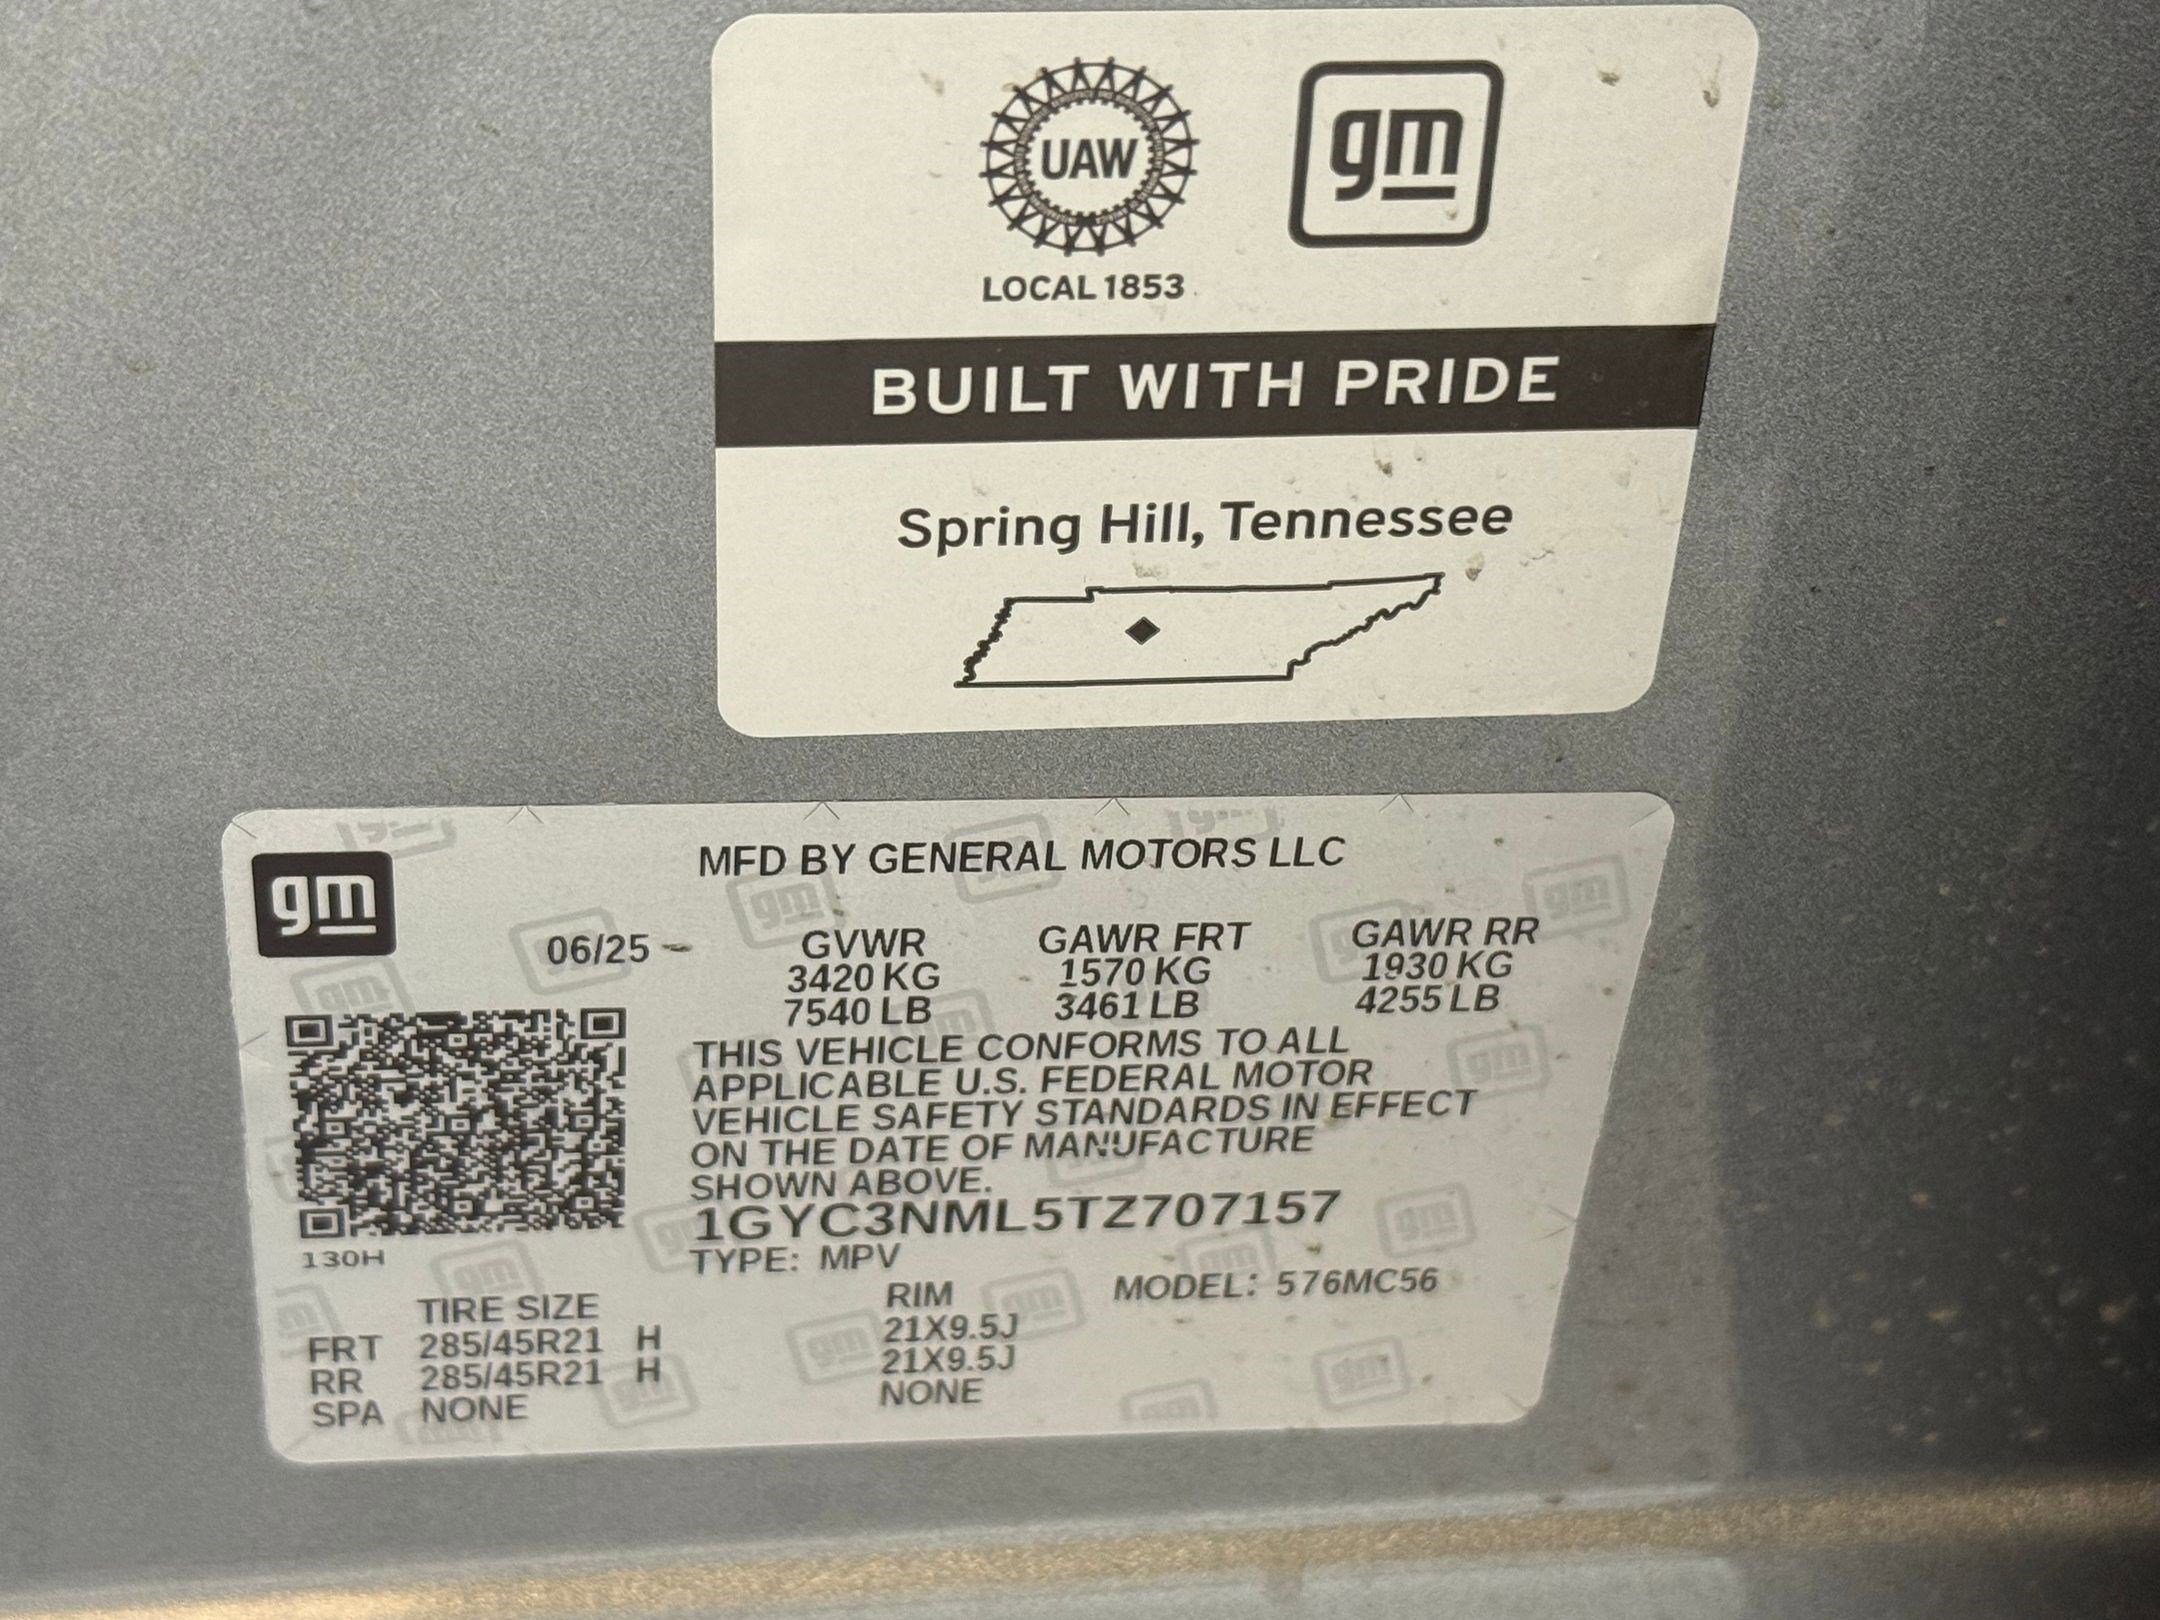 UAW
gm
LOCAL 1853
BUILT WITH PRIDE
Spring Hill, Tennessee
gm
MFD BY GENERAL MOTORS LLC
06/25 GVWR GAWR FRT GAWR RR
3420 KG 1570 KG 1930 KG
7540 LB 3461 LB 4255 LB
THIS VEHICLE CONFORMS TO ALL
APPLICABLE U.S. FEDERAL MOTOR
VEHICLE SAFETY STANDARDS IN EFFECT
ON THE DATE OF MANUFACTURE
SHOWN ABOVE.
1GYC3NML5TZ707157
130H
TYPE: MPV
MODEL: 576MC56
TIRE SIZE RIM
FRT 285/45R21 H 21X9.5J
RR 285/45R21 H 21X9.5J
SPA NONE NONE